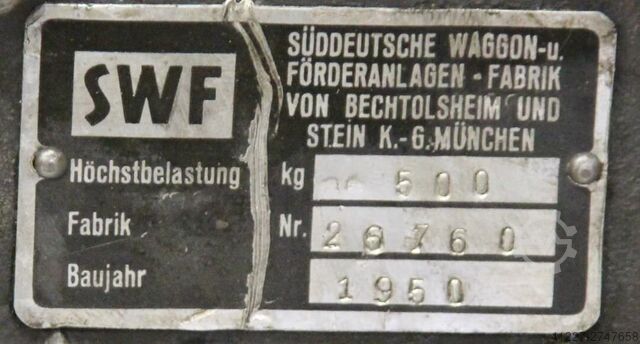 SWF
SÜDDEUTSCHE WAGGON-u.
FÖRDERANLAGEN-FABRIK
VON BECHTOLSHEIM UND
STEIN K.-G. MÜNCHEN
Höchstbelastung kg 500
Fabrik Nr. 26760
Baujahr 1950